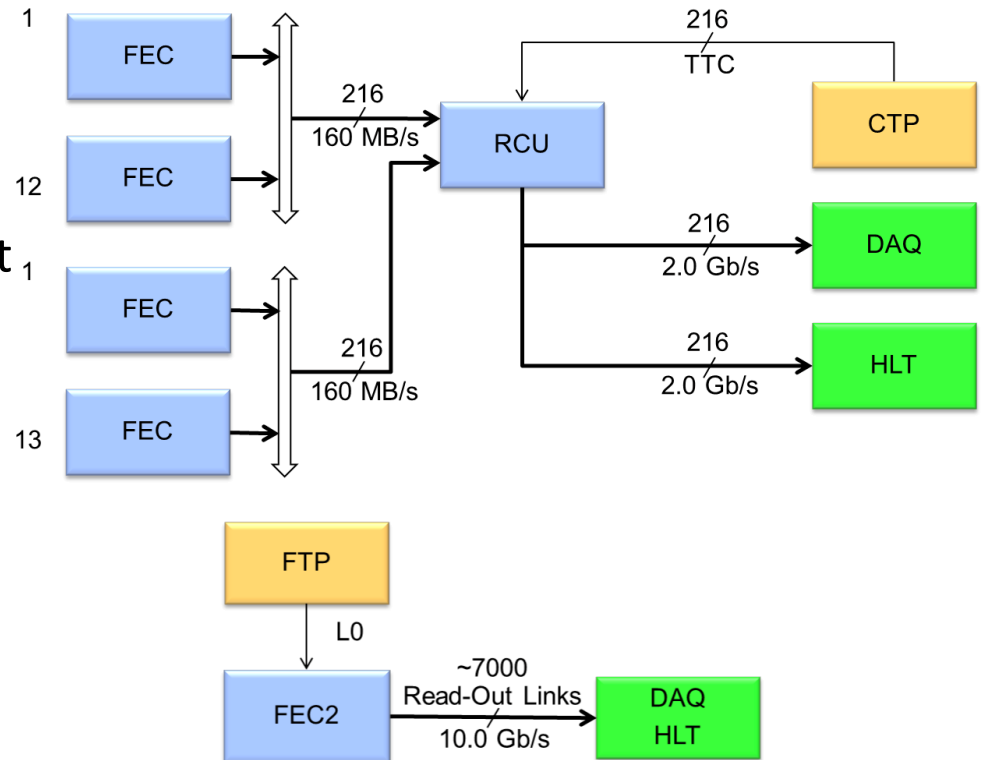 1
FEC
12
FEC
216
160 MB/s
RCU
216
TTC
CTP
216
2.0 Gb/s
DAQ
t
1
FEC
13
FEC
216
160 MB/s
216
2.0 Gb/s
HLT
FTP
L0
FEC2
~7000
Read-Out Links
10.0 Gb/s
DAQ
HLT